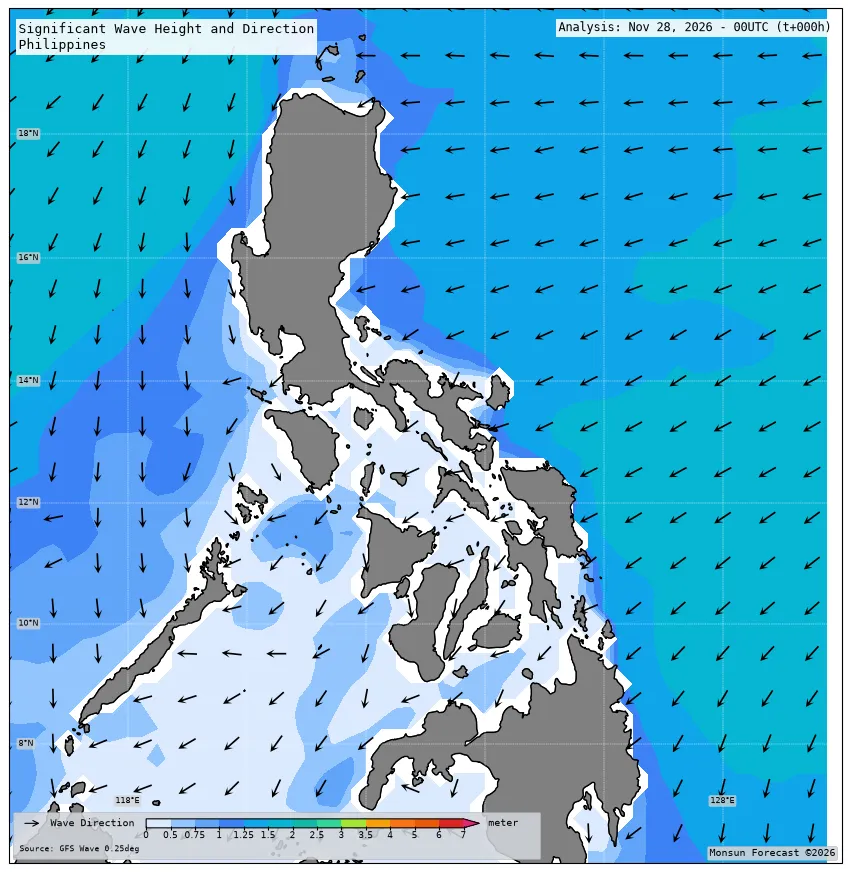 Significant Wave Height and Direction
Philippines
Analysis: Nov 28, 2026 - 00UTC (t+000h)
18°N
16°N
14°N
12°N
10°N
8°N
118°E
128°E
Wave Direction
0 0.5 0.75 1 1.25 1.5 2 2.5 3 3.5 4 5 6 7
meter
Source: GFS Wave 0.25deg
Monsun Forecast ©2026